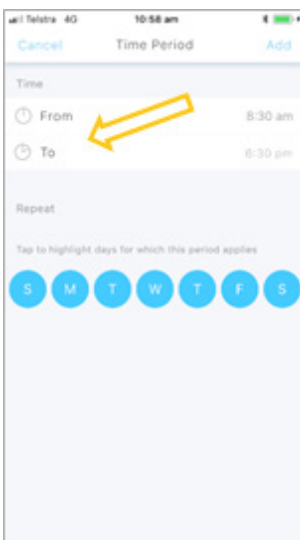 Telstra 4G 10:58 am
Cancel Time Period Add
Time
From 8:30 am
To 6:30 pm
Repeat
Tap to highlight days for which this period applies
S M T W T F S